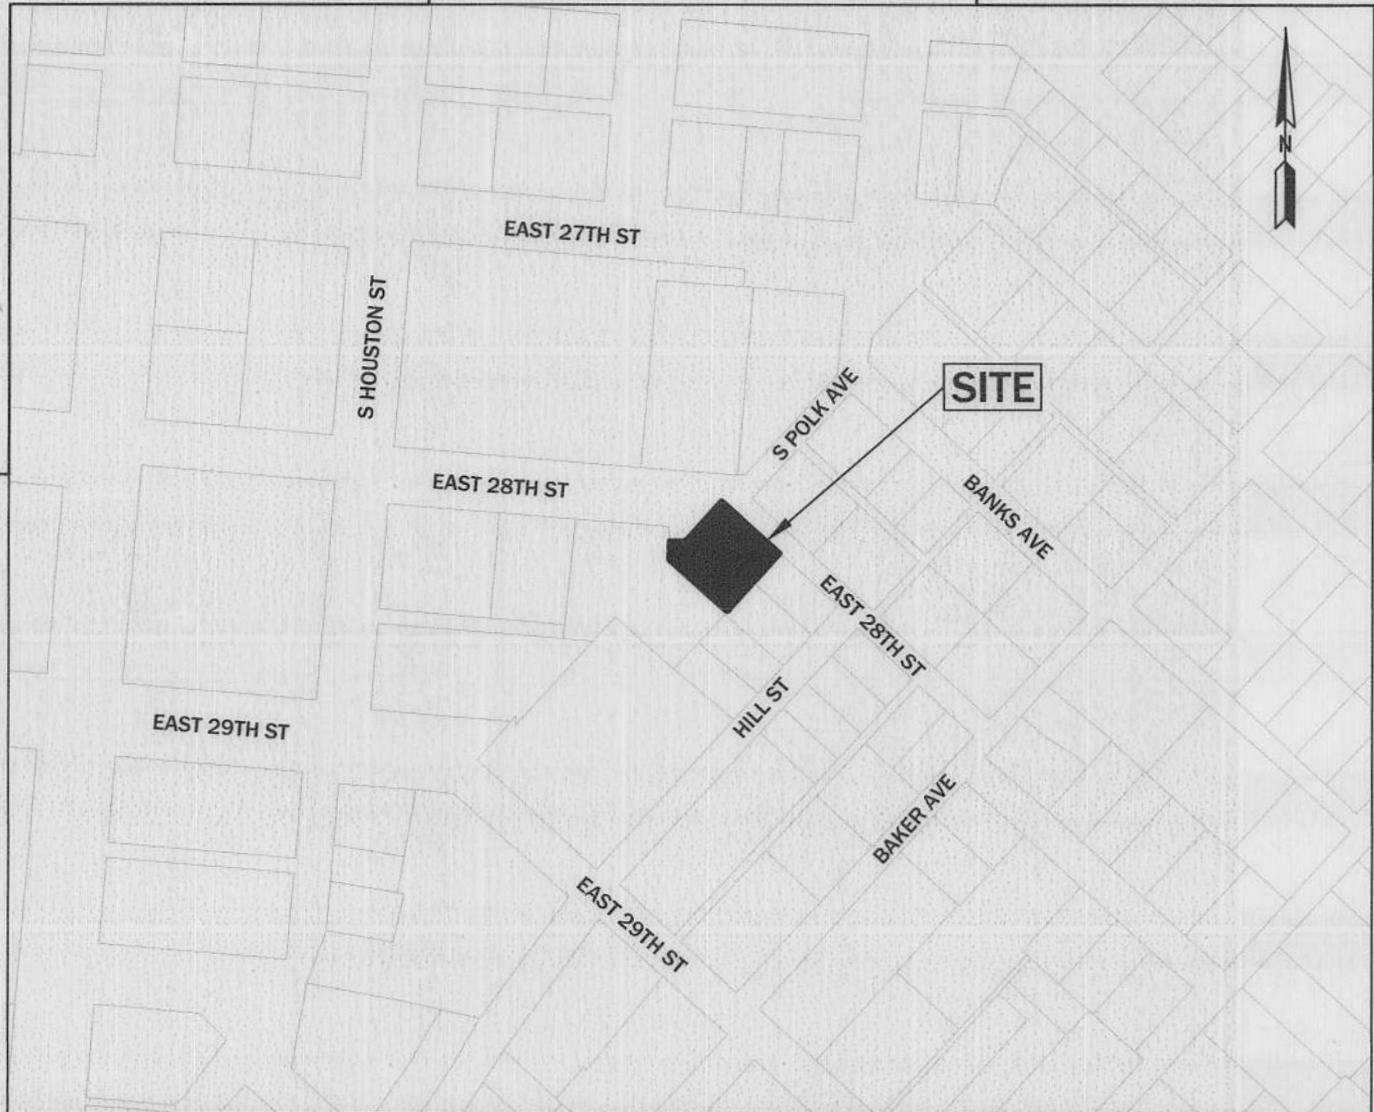 N
EAST 27TH ST
S HOUSTON ST
SITE
S POLK AVE
EAST 28TH ST
BANKS AVE
EAST 28TH ST
HILL ST
EAST 29TH ST
BAKER AVE
EAST 29TH ST